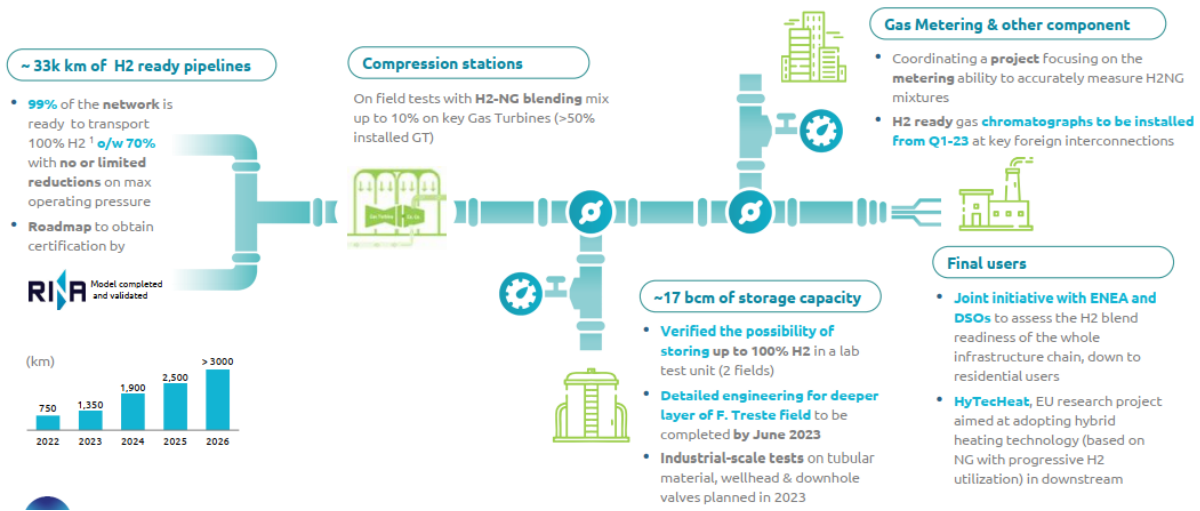 ~ 33k km of H2 ready pipelines
• 99% of the network is
ready to transport
100% H2 ¹ o/w 70%
with no or limited
reductions on max
operating pressure
• Roadmap to obtain
certification by
RINA Model completed
and validated
(km)
750
1,350
1,900
2,500
> 3000
2022 2023 2024 2025 2026
Compression stations
On field tests with H2-NG blending mix
up to 10% on key Gas Turbines (>50%
installed GT)
~17 bcm of storage capacity
• Verified the possibility of
storing up to 100% H2 in a lab
test unit (2 fields)
• Detailed engineering for deeper
layer of F. Treste field to be
completed by June 2023
• Industrial-scale tests on tubular
material, wellhead & downhole
valves planned in 2023
Gas Metering & other component
• Coordinating a project focusing on the
metering ability to accurately measure H2NG
mixtures
• H2 ready gas chromatographs to be installed
from Q1-23 at key foreign interconnections
Final users
• Joint initiative with ENEA and
DSOs to assess the H2 blend
readiness of the whole
infrastructure chain, down to
residential users
• HyTecHeat, EU research project
aimed at adopting hybrid
heating technology (based on
NG with progressive H2
utilization) in downstream